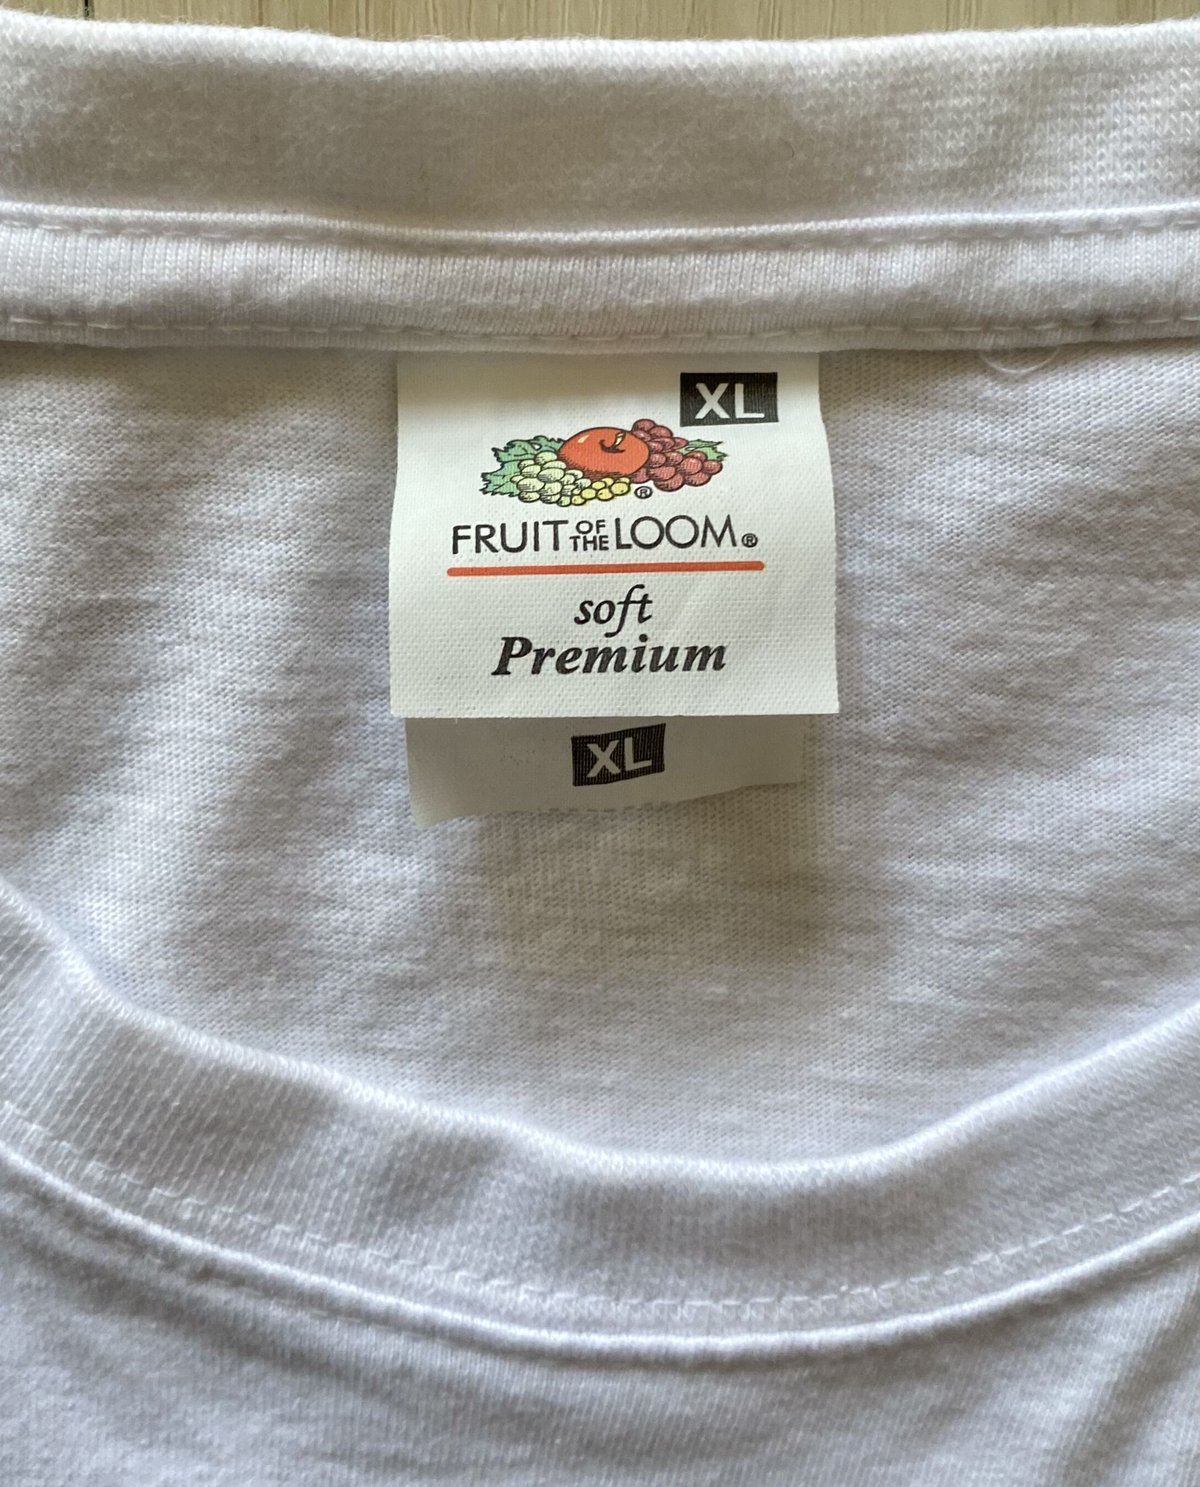 XL
®
FRUIT OF THE LOOM®
soft
Premium
XL